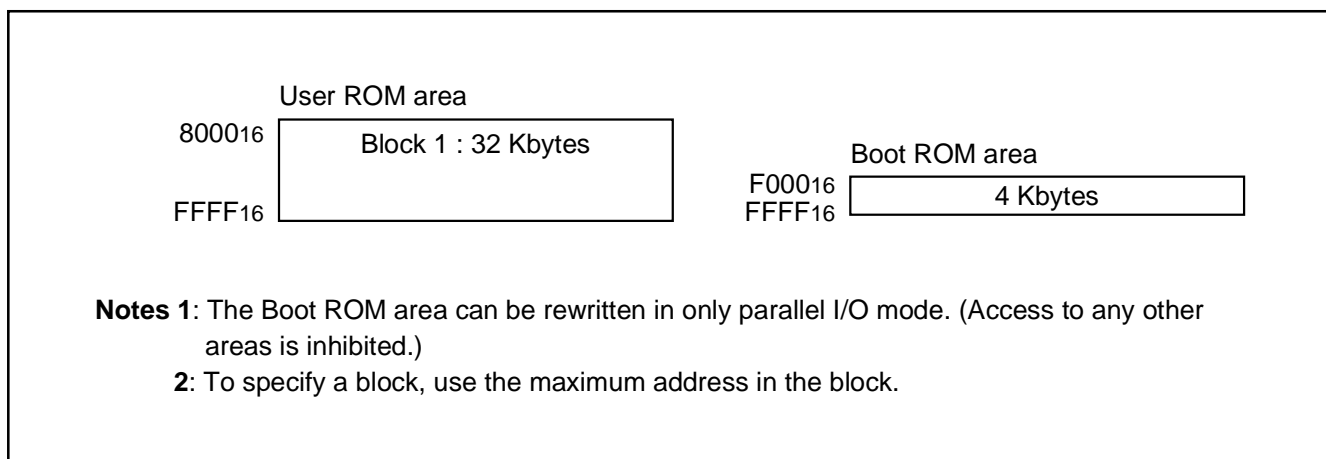 User ROM area
800016
Block 1 : 32 Kbytes
FFFF16
Boot ROM area
F00016
4 Kbytes
FFFF16
Notes 1: The Boot ROM area can be rewritten in only parallel I/O mode. (Access to any other
areas is inhibited.)
2: To specify a block, use the maximum address in the block.